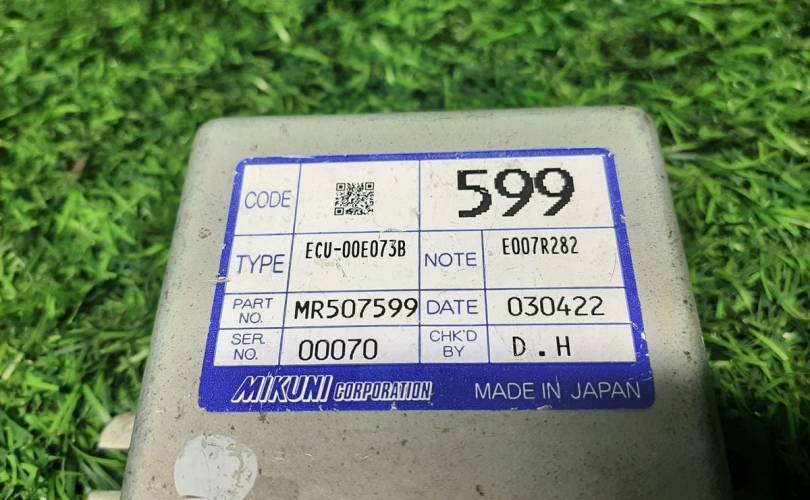 CODE 599
TYPE ECU-00E073B NOTE E007R282
PART NO. MR507599 DATE 030422
SER. NO. 00070 CHK'D BY D.H
MIKUNI CORPORATION MADE IN JAPAN